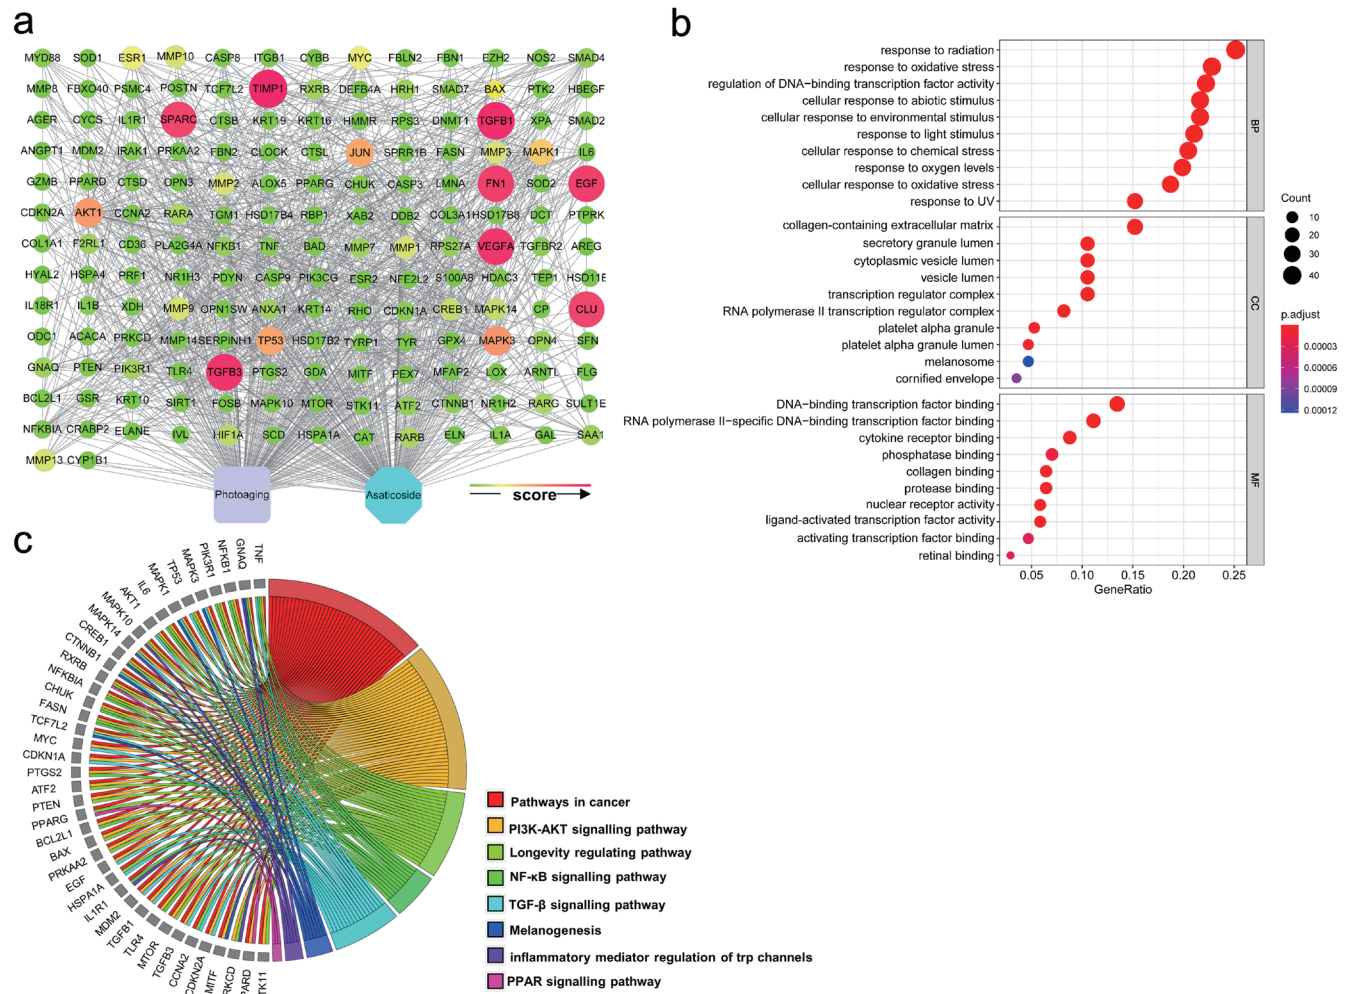 a
MYD88 SOD1 ESR1 MMP10 CASP8 ITGB1 CYBB MYC FBLN2 FBN1 EZH2 NOS2 SMAD4
MMP8 FBXO40 PSMC4 POSTN TCF7L2 TIMP1 RXRB DEFB4A HRH1 SMAD7 BAX PTK2 HBEGF
AGER CYCS IL1R1 SPARC CTSB KRT19 KRT16 HMMR RPS3 DNMT1 TGFB1 XPA SMAD2
ANGPT1 MDM2 IRAK1 PRKAA2 FBN2 CLOCK CTSL JUN SPRR1B FASN MMP3 MAPK1 IL6
GZMB PPARD CTSD OPN3 MMP2 ALOX5 PPARG CHUK CASP3 LMNA FN1 SOD2 EGF
CDKN2A AKT1 CCNA2 RARA TGM1 HSD17B4 RBP1 XAB2 DDB2 COL3A1 HSD17B8 DCT PTPRK
COL1A1 F2RL1 CD36 PLA2G4A NFKB1 TNF BAD MMP7 MMP1 RPS27A VEGFA TGFBR2 AREG
HYAL2 HSPA4 PRF1 NR1H3 PDYN CASP9 PIK3CG ESR2 NFE2L2 S100A8 HDAC3 TEP1 HSD11B
IL18R1 IL1B XDH MMP9 OPN1SW ANXA1 KRT14 RHO CDKN1A CREB1 MAPK14 CP CLU
ODC1 ACACA PRKCD MMP14 SERPINH1 TP53 HSD17B2 TYRP1 TYR GPX4 MAPK3 OPN4 SFN
GNAQ PTEN PIK3R1 TLR4 TGFB3 PTGS2 GDA MITF PEX7 MFAP2 LOX ARNTL FLG
BCL2L1 GSR KRT10 SIRT1 FOSB MAPK10 MTOR STK11 ATF2 CTNNB1 NR1H2 RARG SULT1E
NFKBIA CRABP2 ELANE IVL HIF1A SCD HSPA1A CAT RARB ELN IL1A GAL SAA1
MMP13 CYP1B1
Photoaging Asaticoside
score
b
response to radiation
response to oxidative stress
regulation of DNA-binding transcription factor activity
cellular response to abiotic stimulus
cellular response to environmental stimulus
response to light stimulus
cellular response to chemical stress
response to oxygen levels
cellular response to oxidative stress
response to UV
BP
collagen-containing extracellular matrix
secretory granule lumen
cytoplasmic vesicle lumen
vesicle lumen
transcription regulator complex
RNA polymerase II transcription regulator complex
platelet alpha granule
platelet alpha granule lumen
melanosome
cornified envelope
CC
DNA-binding transcription factor binding
RNA polymerase II-specific DNA-binding transcription factor binding
cytokine receptor binding
phosphatase binding
collagen binding
protease binding
nuclear receptor activity
ligand-activated transcription factor activity
activating transcription factor binding
retinal binding
MF
0.05 0.10 0.15 0.20 0.25
GeneRatio
Count
10
20
30
40
p.adjust
0.00003
0.00006
0.00009
0.00012
c
TNF
GNAQ
NFKB1
PIK3R1
MAPK3
TP53
MAPK1
IL6
AKT1
MAPK10
MAPK14
CREB1
CTNNB1
RXRB
NFKBIA
CHUK
FASN
TCF7L2
MYC
CDKN1A
PTGS2
ATF2
PTEN
PPARG
BCL2L1
BAX
PRKAA2
EGF
HSPA1A
IL1R1
MDM2
TGFB1
TLR4
MTOR
TGFB3
CCNA2
CDKN2A
MITF
RKCD
PARD
TK11
Pathways in cancer
PI3K-AKT signalling pathway
Longevity regulating pathway
NF-κB signalling pathway
TGF-β signalling pathway
Melanogenesis
inflammatory mediator regulation of trp channels
PPAR signalling pathway